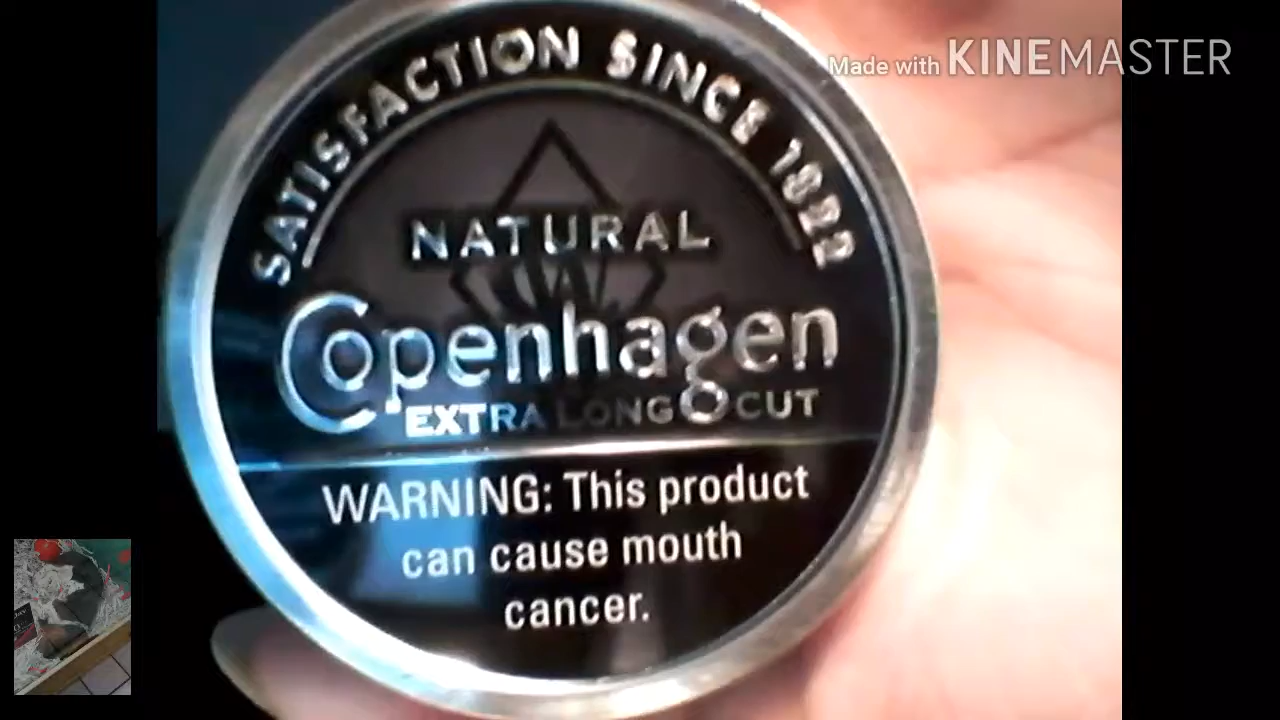 Made with KINEMASTER
SATISFACTION SINCE 1822
NATURAL
Copenhagen
EXTRA LONG CUT
WARNING: This product
can cause mouth
cancer.